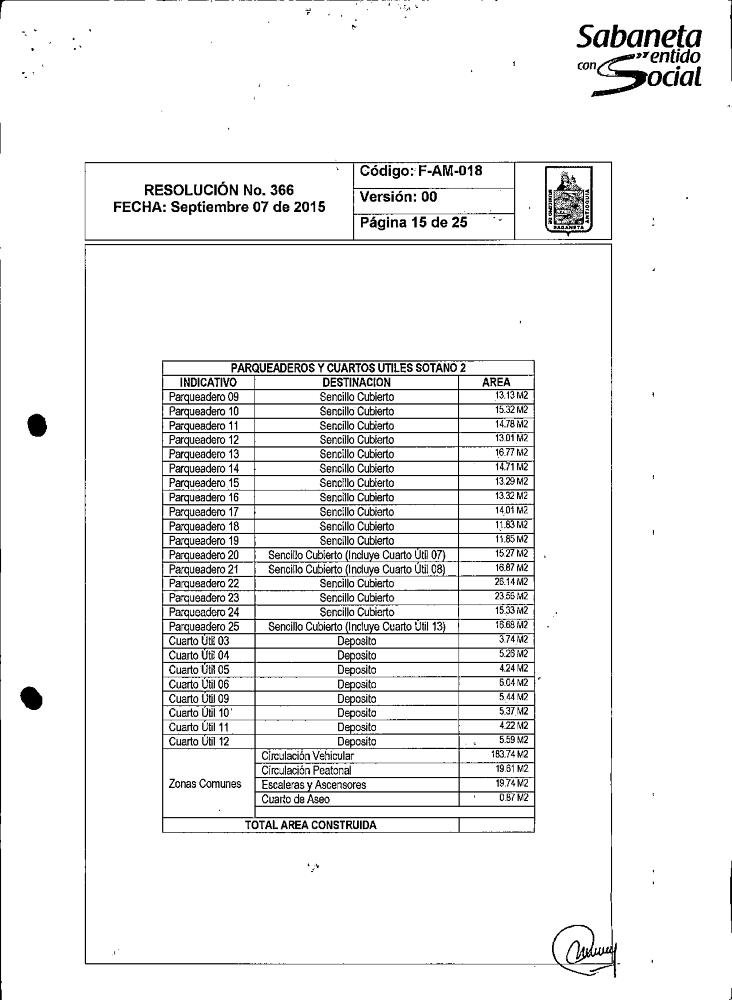 Sabaneta
con Sentido
Social
RESOLUCIÓN No. 366
FECHA: Septiembre 07 de 2015
Código: F-AM-018
Versión: 00
Página 15 de 25
SABANETA
ANTIOQUIA
PARQUEADEROS Y CUARTOS UTILES SOTANO 2
INDICATIVO DESTINACION AREA
Parqueadero 09 Sencillo Cubierto 13.13 M2
Parqueadero 10 Sencillo Cubierto 15.32 M2
Parqueadero 11 Sencillo Cubierto 14.78 M2
Parqueadero 12 Sencillo Cubierto 13.01 M2
Parqueadero 13 Sencillo Cubierto 16.77 M2
Parqueadero 14 Sencillo Cubierto 14.71 M2
Parqueadero 15 Sencillo Cubierto 13.29 M2
Parqueadero 16 Sencillo Cubierto 13.32 M2
Parqueadero 17 Sencillo Cubierto 14.01 M2
Parqueadero 18 Sencillo Cubierto 11.83 M2
Parqueadero 19 Sencillo Cubierto 11.85 M2
Parqueadero 20 Sencillo Cubierto (Incluye Cuarto Útil 07) 15.27 M2
Parqueadero 21 Sencillo Cubierto (Incluye Cuarto Útil 08) 16.87 M2
Parqueadero 22 Sencillo Cubierto 26.14 M2
Parqueadero 23 Sencillo Cubierto 23.56 M2
Parqueadero 24 Sencillo Cubierto 15.33 M2
Parqueadero 25 Sencillo Cubierto (Incluye Cuarto Útil 13) 16.68 M2
Cuarto Útil 03 Deposito 3.74 M2
Cuarto Útil 04 Deposito 5.26 M2
Cuarto Útil 05 Deposito 4.24 M2
Cuarto Útil 06 Deposito 5.04 M2
Cuarto Útil 09 Deposito 5.44 M2
Cuarto Útil 10 Deposito 5.37 M2
Cuarto Útil 11 Deposito 4.22 M2
Cuarto Útil 12 Deposito 5.59 M2
Zonas Comunes Circulación Vehicular 183.74 M2
Circulación Peatonal 19.61 M2
Escaleras y Ascensores 19.74 M2
Cuarto de Aseo 0.87 M2
TOTAL AREA CONSTRUIDA